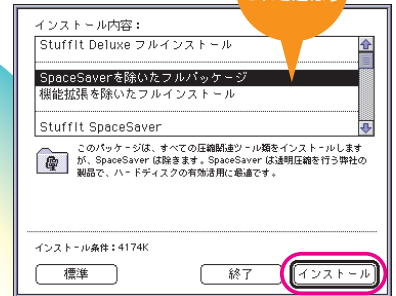 インストール内容：
StuffIt Deluxe フルインストール
SpaceSaverを除いたフルパッケージ
機能拡張を除いたフルインストール
StuffIt SpaceSaver
このパッケージは、すべての圧縮関連ツール類をインストールします
が、SpaceSaver は除きます。SpaceSaver は透明圧縮を行う弊社の
製品で、ハードディスクの有効活用に最適です。
インストール条件：4174K
標準
終了
インストール